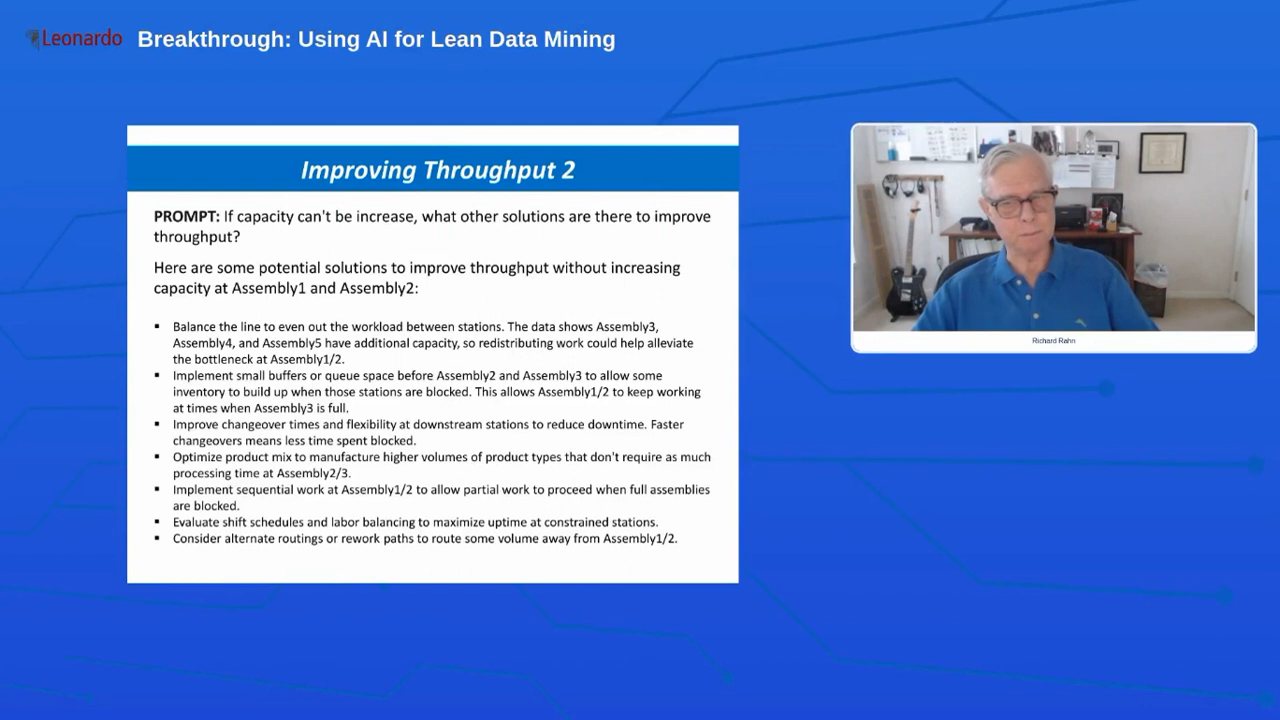 Leonardo
Breakthrough: Using AI for Lean Data Mining
Improving Throughput 2
PROMPT: If capacity can't be increase, what other solutions are there to improve
throughput?
Here are some potential solutions to improve throughput without increasing
capacity at Assembly1 and Assembly2:
▪ Balance the line to even out the workload between stations. The data shows Assembly3,
Assembly4, and Assembly5 have additional capacity, so redistributing work could help alleviate
the bottleneck at Assembly1/2.
▪ Implement small buffers or queue space before Assembly2 and Assembly3 to allow some
inventory to build up when those stations are blocked. This allows Assembly1/2 to keep working
at times when Assembly3 is full.
▪ Improve changeover times and flexibility at downstream stations to reduce downtime. Faster
changeovers means less time spent blocked.
▪ Optimize product mix to manufacture higher volumes of product types that don't require as much
processing time at Assembly2/3.
▪ Implement sequential work at Assembly1/2 to allow partial work to proceed when full assemblies
are blocked.
▪ Evaluate shift schedules and labor balancing to maximize uptime at constrained stations.
▪ Consider alternate routings or rework paths to route some volume away from Assembly1/2.
Richard Rahn